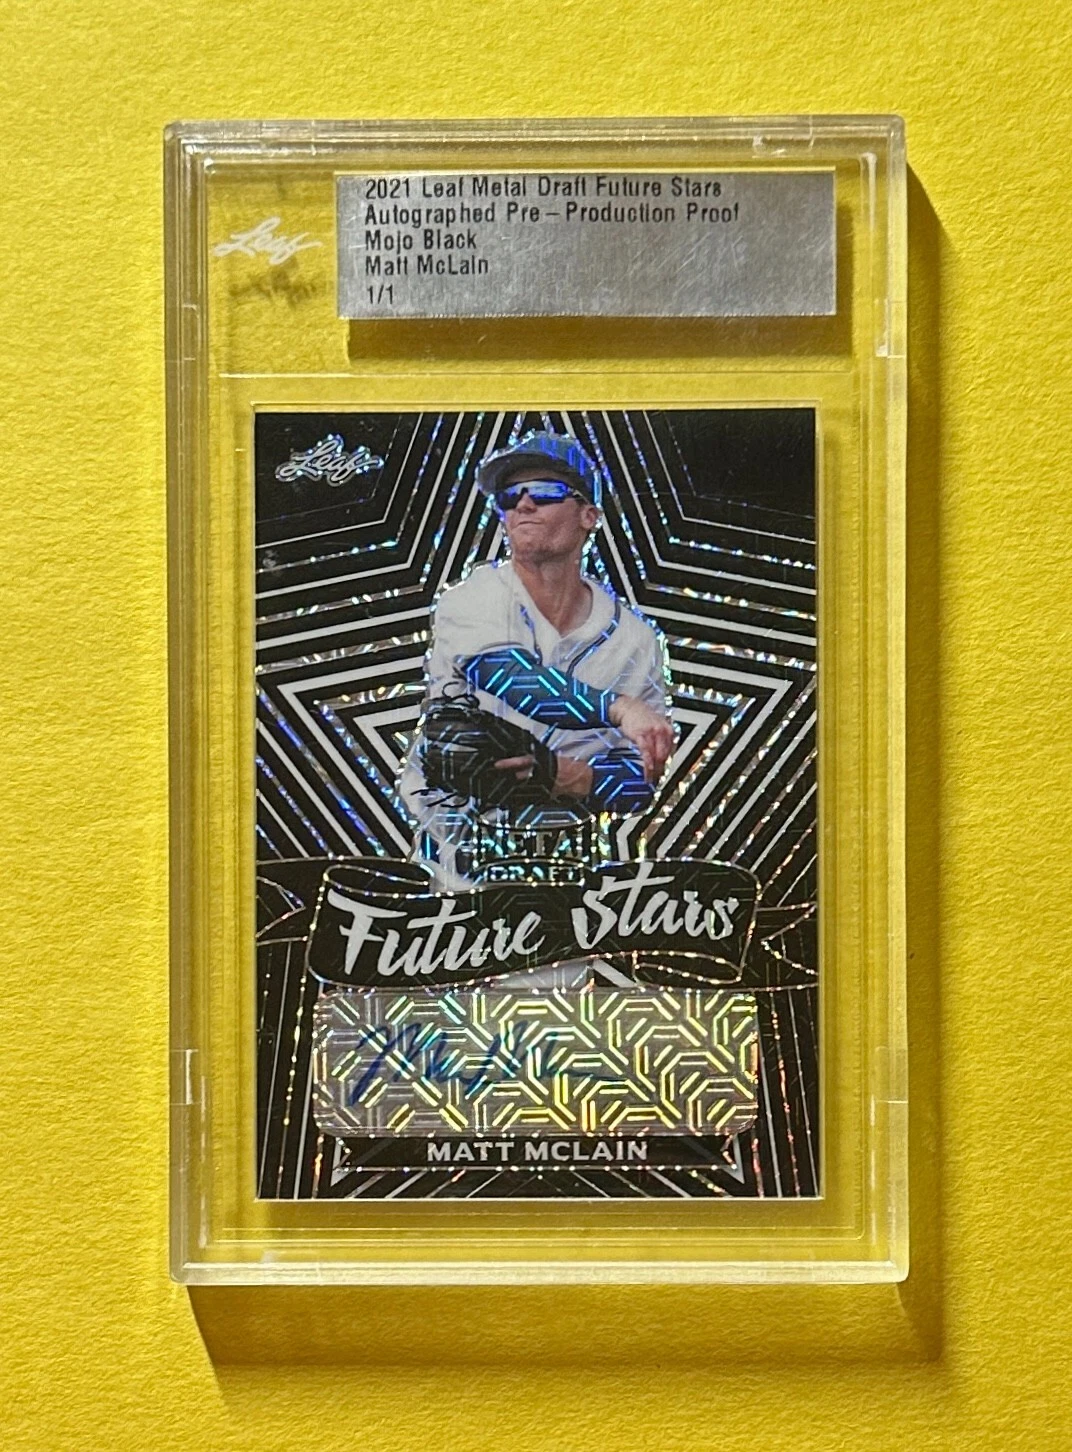 2021 Leaf Metal Draft Future Stars
Autographed Pre-Production Proof
Mojo Black
Matt McLain
1/1
Leaf
Leaf
METAL
DRAFT
Future Stars
MATT MCLAIN